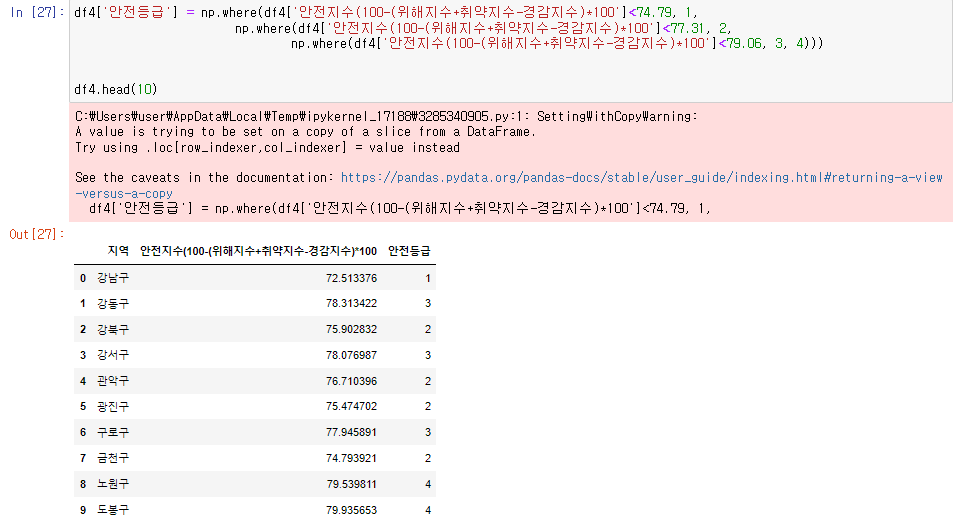 In [27]: df4['안전등급'] = np.where(df4['안전지수(100-(위해지수+취약지수-경감지수)*100']<74.79, 1,
np.where(df4['안전지수(100-(위해지수+취약지수-경감지수)*100']<77.31, 2,
np.where(df4['안전지수(100-(위해지수+취약지수-경감지수)*100']<79.06, 3, 4)))
df4.head(10)
C:\Users\user\AppData\Local\Temp\ipykernel_17188\3285340905.py:1: SettingWithCopyWarning:
A value is trying to be set on a copy of a slice from a DataFrame.
Try using .loc[row_indexer,col_indexer] = value instead
See the caveats in the documentation: https://pandas.pydata.org/pandas-docs/stable/user_guide/indexing.html#returning-a-view
-versus-a-copy
df4['안전등급'] = np.where(df4['안전지수(100-(위해지수+취약지수-경감지수)*100']<74.79, 1,
Out[27]:
지역 안전지수(100-(위해지수+취약지수-경감지수)*100 안전등급
0 강남구 72.513376 1
1 강동구 78.313422 3
2 강북구 75.902832 2
3 강서구 78.076987 3
4 관악구 76.710396 2
5 광진구 75.474702 2
6 구로구 77.945891 3
7 금천구 74.793921 2
8 노원구 79.539811 4
9 도봉구 79.935653 4